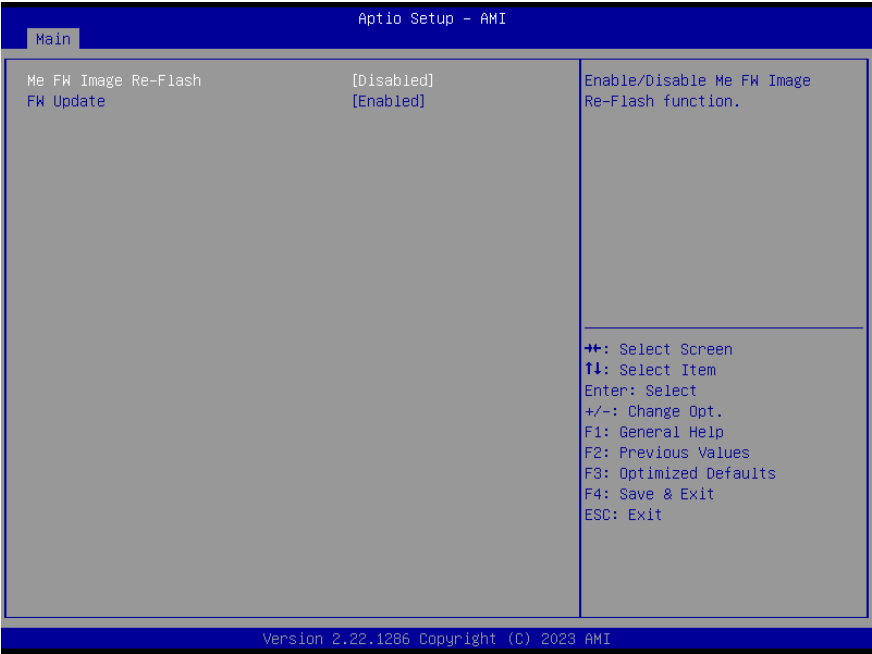 Aptio Setup - AMI
Main
Me FW Image Re-Flash [Disabled]
FW Update [Enabled]
Enable/Disable Me FW Image
Re-Flash function.
→←: Select Screen
↑↓: Select Item
Enter: Select
+/-: Change Opt.
F1: General Help
F2: Previous Values
F3: Optimized Defaults
F4: Save & Exit
ESC: Exit
Version 2.22.1286 Copyright (C) 2023 AMI